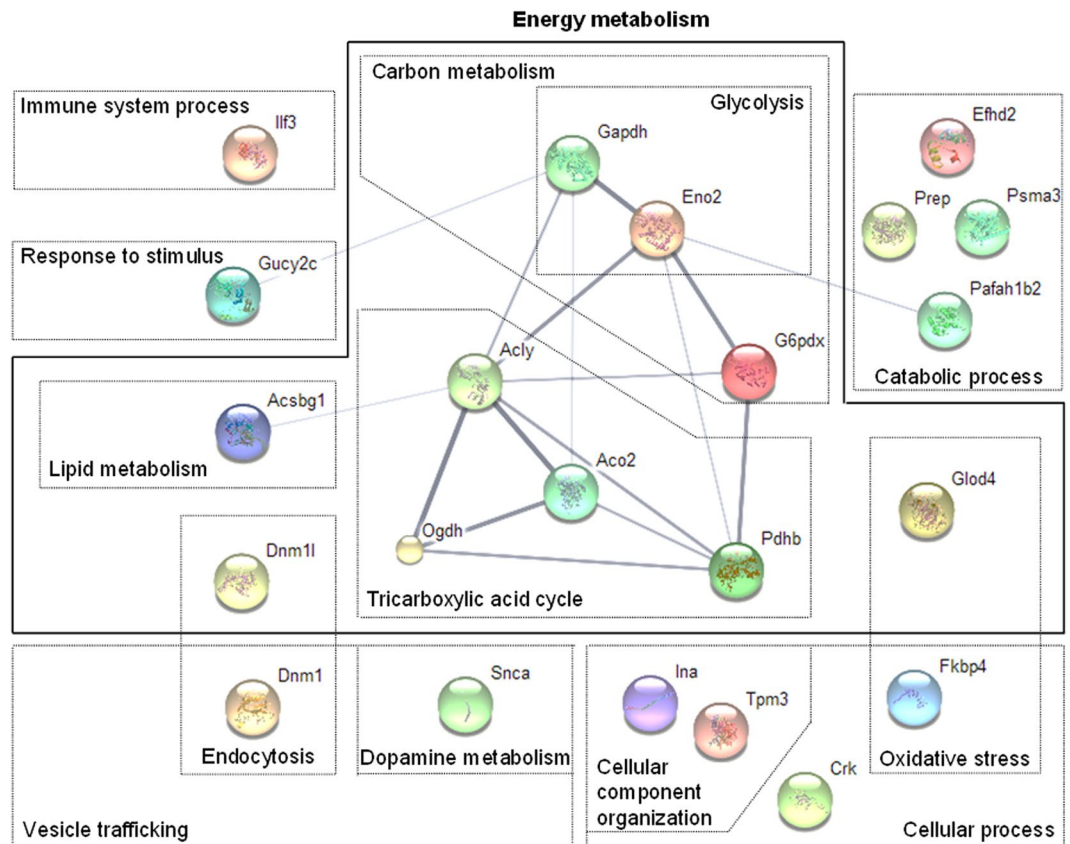 Energy metabolism
Carbon metabolism
Immune system process
Glycolysis
Ilf3
Gapdh
Efhd2
Eno2
Prep
Psma3
Response to stimulus
Gucy2c
Pafah1b2
Acly
G6pdx
Catabolic process
Acsbg1
Lipid metabolism
Aco2
Glod4
Ogdh
Pdhb
Dnm1l
Tricarboxylic acid cycle
Dnm1
Snca
Ina
Fkbp4
Tpm3
Endocytosis
Dopamine metabolism
Oxidative stress
Cellular
component
organization
Crk
Vesicle trafficking
Cellular process